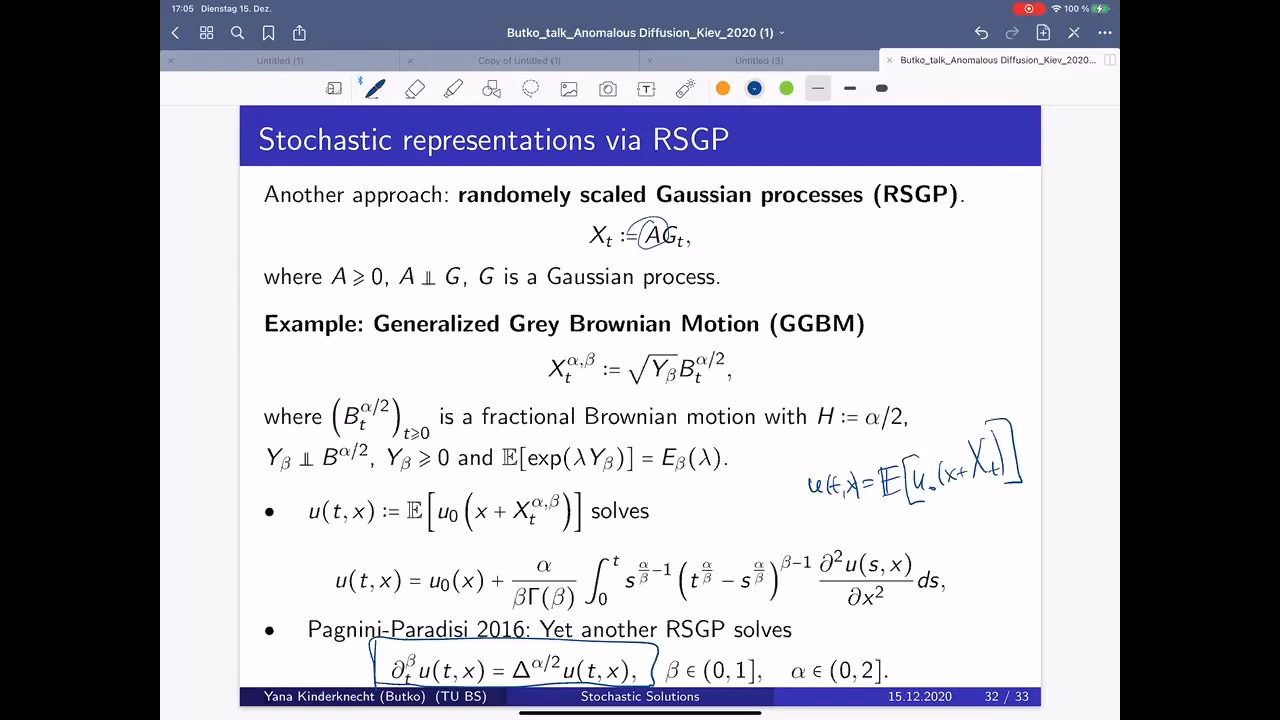 17:05 Dienstag 15. Dez.
100 %
Butko_talk_Anomalous Diffusion_Kiev_2020 (1)
Untitled (1)
Copy of Untitled (1)
Untitled (3)
Butko_talk_Anomalous Diffusion_Kiev_2020...
Stochastic representations via RSGP
Another approach: randomely scaled Gaussian processes (RSGP).
X_t := AG_t,
where A ⩾ 0, A ⫫ G, G is a Gaussian process.
Example: Generalized Grey Brownian Motion (GGBM)
X_t^{α,β} := √Y_β B_t^{α/2},
where (B_t^{α/2})_{t⩾0} is a fractional Brownian motion with H := α/2,
Y_β ⫫ B^{α/2}, Y_β ⩾ 0 and 𝔼[exp(λY_β)] = E_β(λ).
u(t,x) = 𝔼[u_0(x + X_t)]
• u(t, x) := 𝔼[u_0(x + X_t^{α,β})] solves
u(t, x) = u_0(x) + α/(βΓ(β)) ∫_0^t s^{α/β−1} (t^{α/β} − s^{α/β})^{β−1} ∂²u(s, x)/∂x² ds,
• Pagnini-Paradisi 2016: Yet another RSGP solves
∂_t^β u(t, x) = Δ^{α/2} u(t, x), β ∈ (0, 1], α ∈ (0, 2].
Yana Kinderknecht (Butko) (TU BS) Stochastic Solutions 15.12.2020 32 / 33